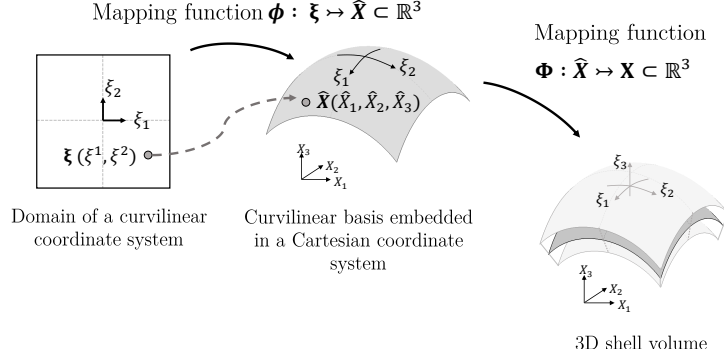 Mapping function ϕ : ξ ↣ X̂ ⊂ ℝ³
Mapping function
Φ : X̂ ↣ X ⊂ ℝ³
ξ₂
ξ₁
ξ (ξ¹, ξ²)
Domain of a curvilinear
coordinate system
ξ₁
ξ₂
X̂(X̂₁, X̂₂, X̂₃)
X₃
X₂
X₁
Curvilinear basis embedded
in a Cartesian coordinate
system
ξ₃
ξ₁
ξ₂
X₃
X₂
X₁
3D shell volume